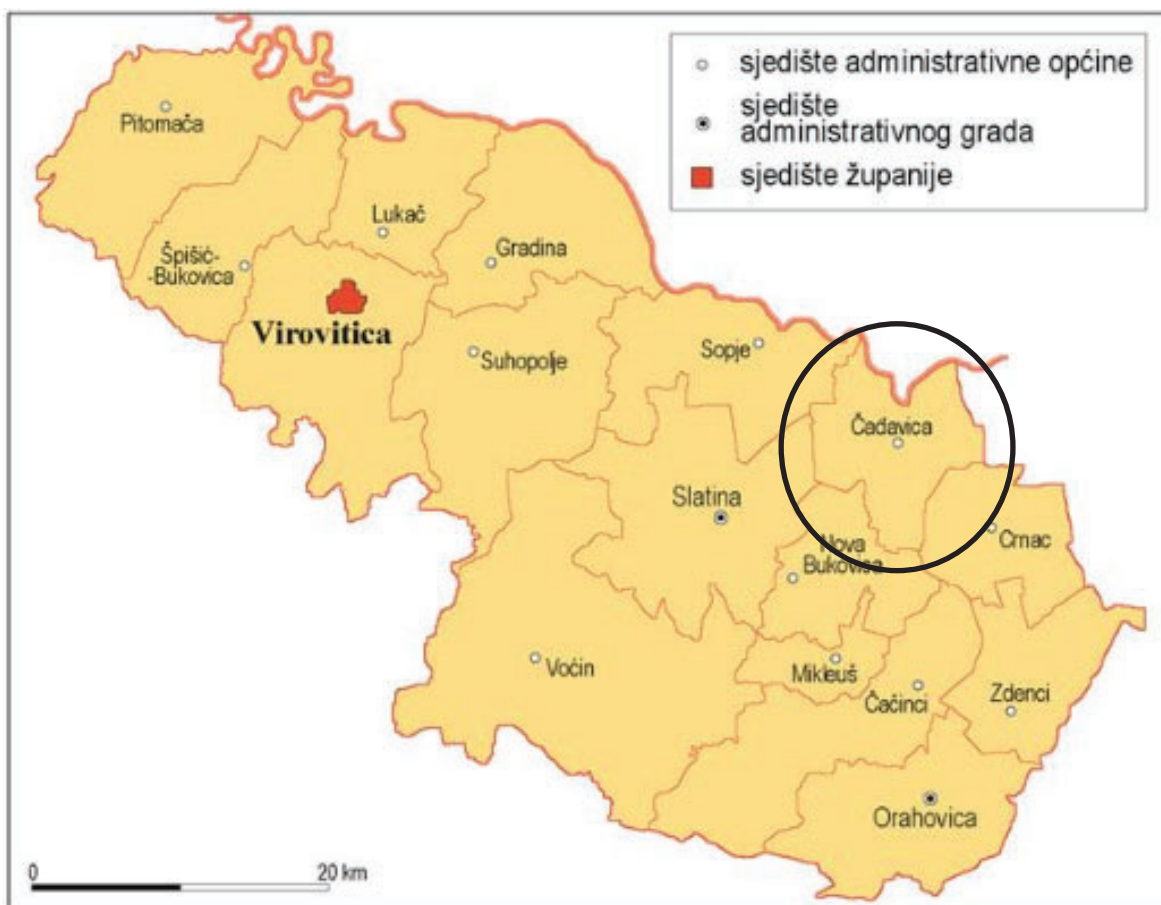 sjedište administrativne općine
sjedište
administrativnog grada
sjedište županije
Pitomača
Lukač
Špišić-
-Bukovica
Gradina
Virovitica
Suhopolje
Sopje
Čađavica
Slatina
Nova
Bukovisa
Crnac
Voćin
Mikleuš
Čačinci
Zdenci
Orahovica
0
20 km